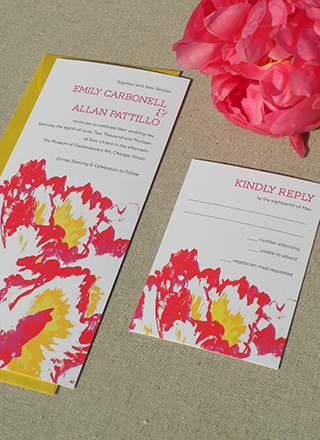 Together with their families
EMILY CARBONELL
&
ALLAN PATTILLO
invite you to celebrate their wedding day
Saturday the eighth of June, Two Thousand and Thirteen
at Four o'clock in the afternoon
The Museum of Contemporary Art, Chicago, Illinois
Dinner, Dancing & Celebration to Follow
KINDLY REPLY
by the eighteenth of May
number attending
unable to attend
vegetarian meal requested